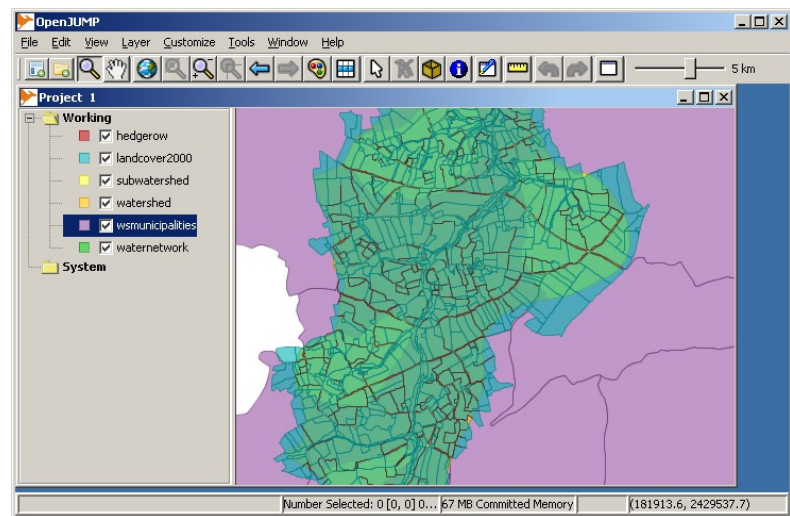 OpenJUMP
File Edit View Layer Customize Tools Window Help
5 km
Project 1
Working
hedgerow
landcover2000
subwatershed
watershed
wsmunicipalities
waternetwork
System
Number Selected: 0 [0, 0] 0... 67 MB Committed Memory (181913.6, 2429537.7)